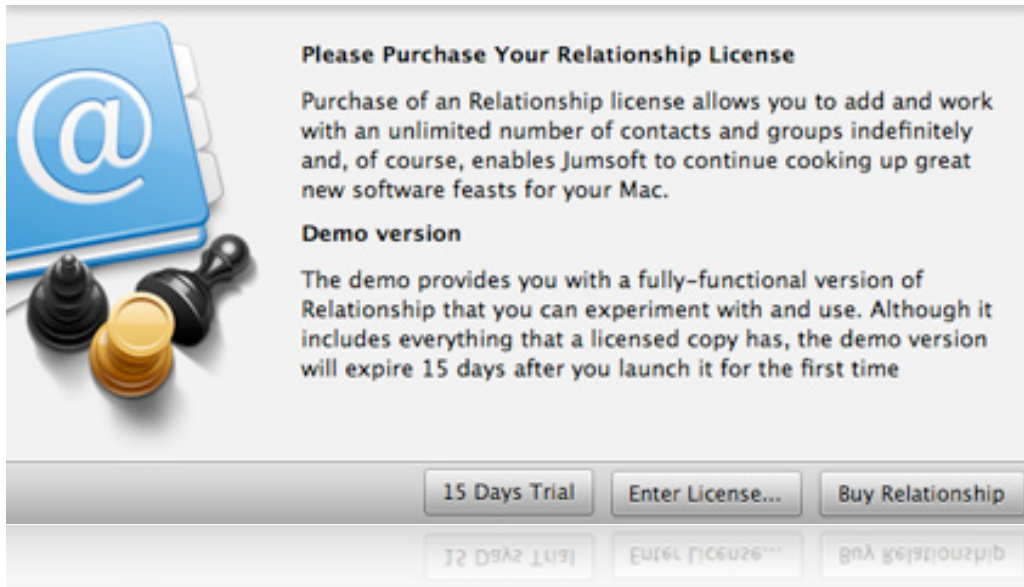 @
Please Purchase Your Relationship License
Purchase of an Relationship license allows you to add and work
with an unlimited number of contacts and groups indefinitely
and, of course, enables Jumsoft to continue cooking up great
new software feasts for your Mac.
Demo version
The demo provides you with a fully-functional version of
Relationship that you can experiment with and use. Although it
includes everything that a licensed copy has, the demo version
will expire 15 days after you launch it for the first time
15 Days Trial
Enter License...
Buy Relationship